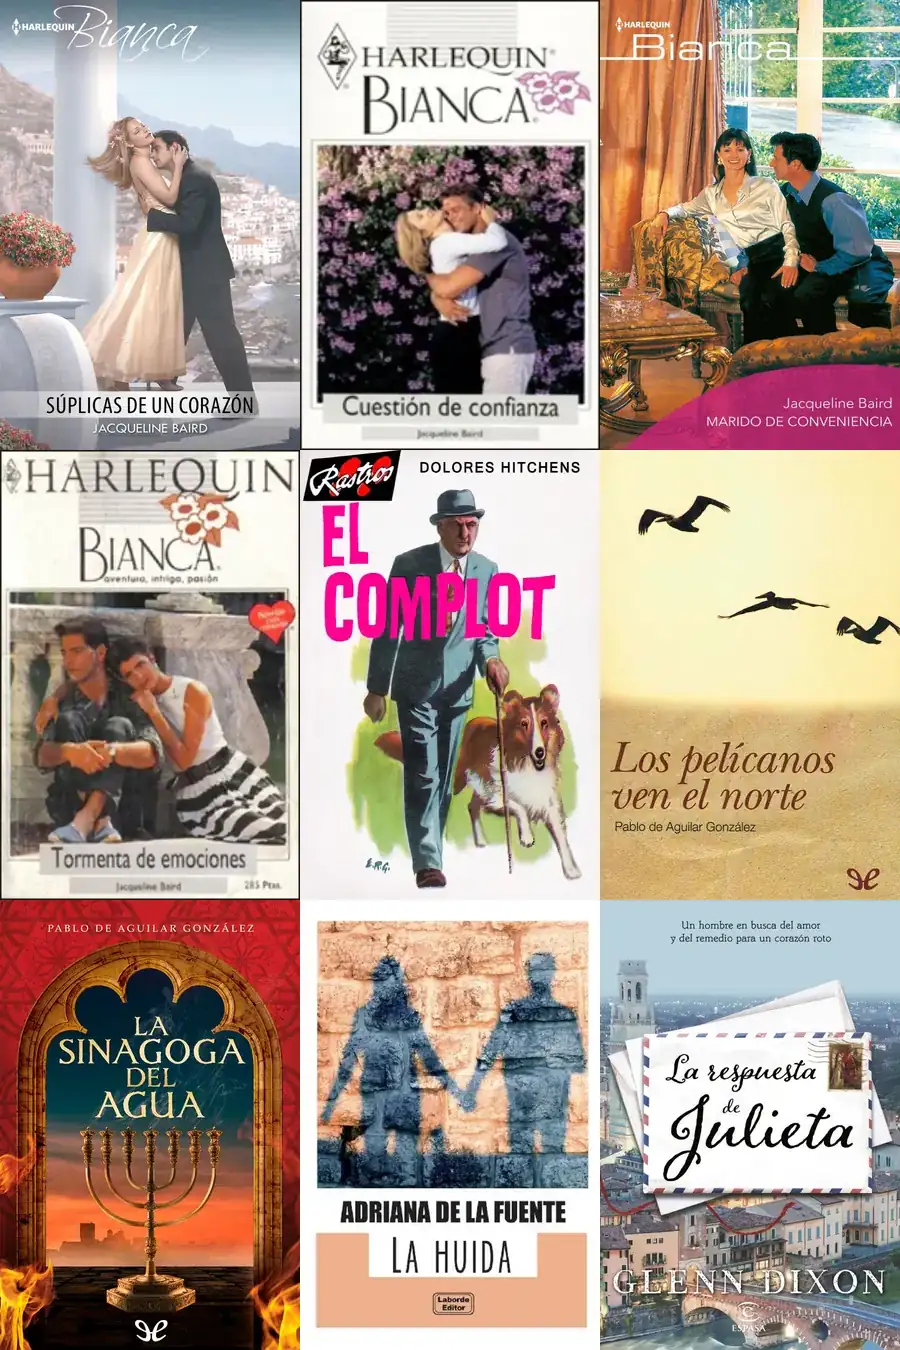 HARLEQUIN
Bianca
SÚPLICAS DE UN CORAZÓN
JACQUELINE BAIRD
HARLEQUIN®
BIANCA®
Cuestión de confianza
Jacqueline Baird
HARLEQUIN
Bianca
Jacqueline Baird
MARIDO DE CONVENIENCIA
HARLEQUIN
BIANCA®
aventura, intriga, pasión
Tormenta de emociones
Jacqueline Baird
285 Ptas.
Rastros
DOLORES HITCHENS
EL
COMPLOT
E.R.G.
Los pelícanos
ven el norte
Pablo de Aguilar González
PABLO DE AGUILAR GONZÁLEZ
LA
SINAGOGA
DEL
AGUA
ADRIANA DE LA FUENTE
LA HUIDA
Laborde
Editor
Un hombre en busca del amor
y del remedio para un corazón roto
La respuesta
de
Julieta
GLENN DIXON
ESPASA